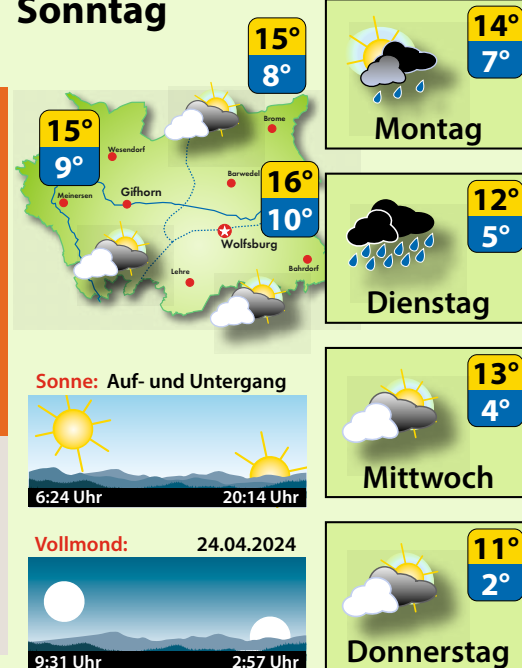 Sonntag
15°
8°
15°
9°
16°
10°
Brome
Wesendorf
Barwedel
Meinersen
Gifhorn
Wolfsburg
Lehre
Bahrdorf
Sonne: Auf- und Untergang
6:24 Uhr 20:14 Uhr
Vollmond: 24.04.2024
9:31 Uhr 2:57 Uhr
14°
7°
Montag
12°
5°
Dienstag
13°
4°
Mittwoch
11°
2°
Donnerstag